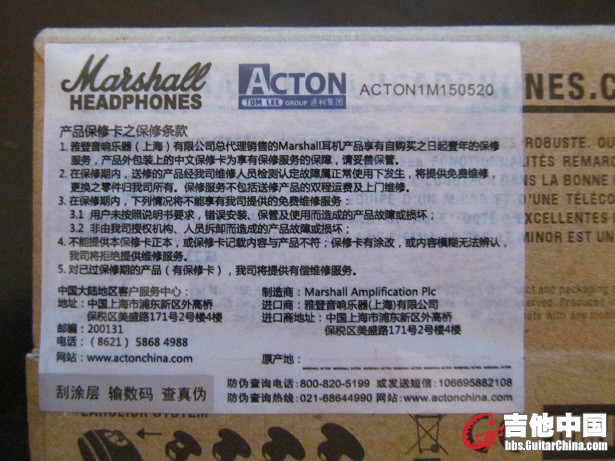 Marshall
HEADPHONES
ACTON
TOM LEE GROUP 通利集团
ACTON1M150520
产品保修卡之保修条款
1. 雅登音响乐器（上海）有限公司总代理销售的Marshall耳机产品享有自购买之日起壹年的保修
服务，产品外包装上的中文保修卡为享有保修服务的保障，请妥善保管。
2. 在保修期内，送修的产品经我司维修人员检测认定故障属正常使用下发生，将提供免费维修，
更换之零件归我司所有。保修服务不包括送修产品的双程运费及上门维修。
3. 在保修期内，下列情况将不能享有我司提供的免费维修服务：
3.1 用户未按照说明书要求，错误安装、保管及使用而造成的产品故障或损坏；
3.2 非由我司授权机构、人员拆卸而造成的产品故障或损坏；
4. 不能提供本保修卡正本，或保修卡记载内容与产品不符；保修卡有涂改，或内容模糊无法辨认，
我司将拒绝提供维修服务。
5. 对已过保修期的产品（有保修卡），我司将提供有偿维修服务。
中国大陆地区客户服务中心：
地址：中国上海市浦东新区外高桥
保税区美盛路171号2号楼4楼
邮编：200131
电话：（8621） 5868 4988
网站：www.actonchina.com
制造商：Marshall Amplification Plc
进口商：雅登音响乐器(上海)有限公司
进口商地址：中国上海市浦东新区外高桥
保税区美盛路171号2号楼4楼
原产地：
刮涂层 输数码 查真伪
防伪查询电话：800-820-5199 或发送短信：106695882108
防伪查询热线：021-68644990 网站：www.actonchina.com
NES.C
ROBUSTE. OU
LITÉS REMAR
NS LA BONNE
D'UNE TÉLÉCO
EXCELLENTES
MINOR EST UN
EARCLICK SYSTEM
吉他中国
bbs.GuitarChina.com